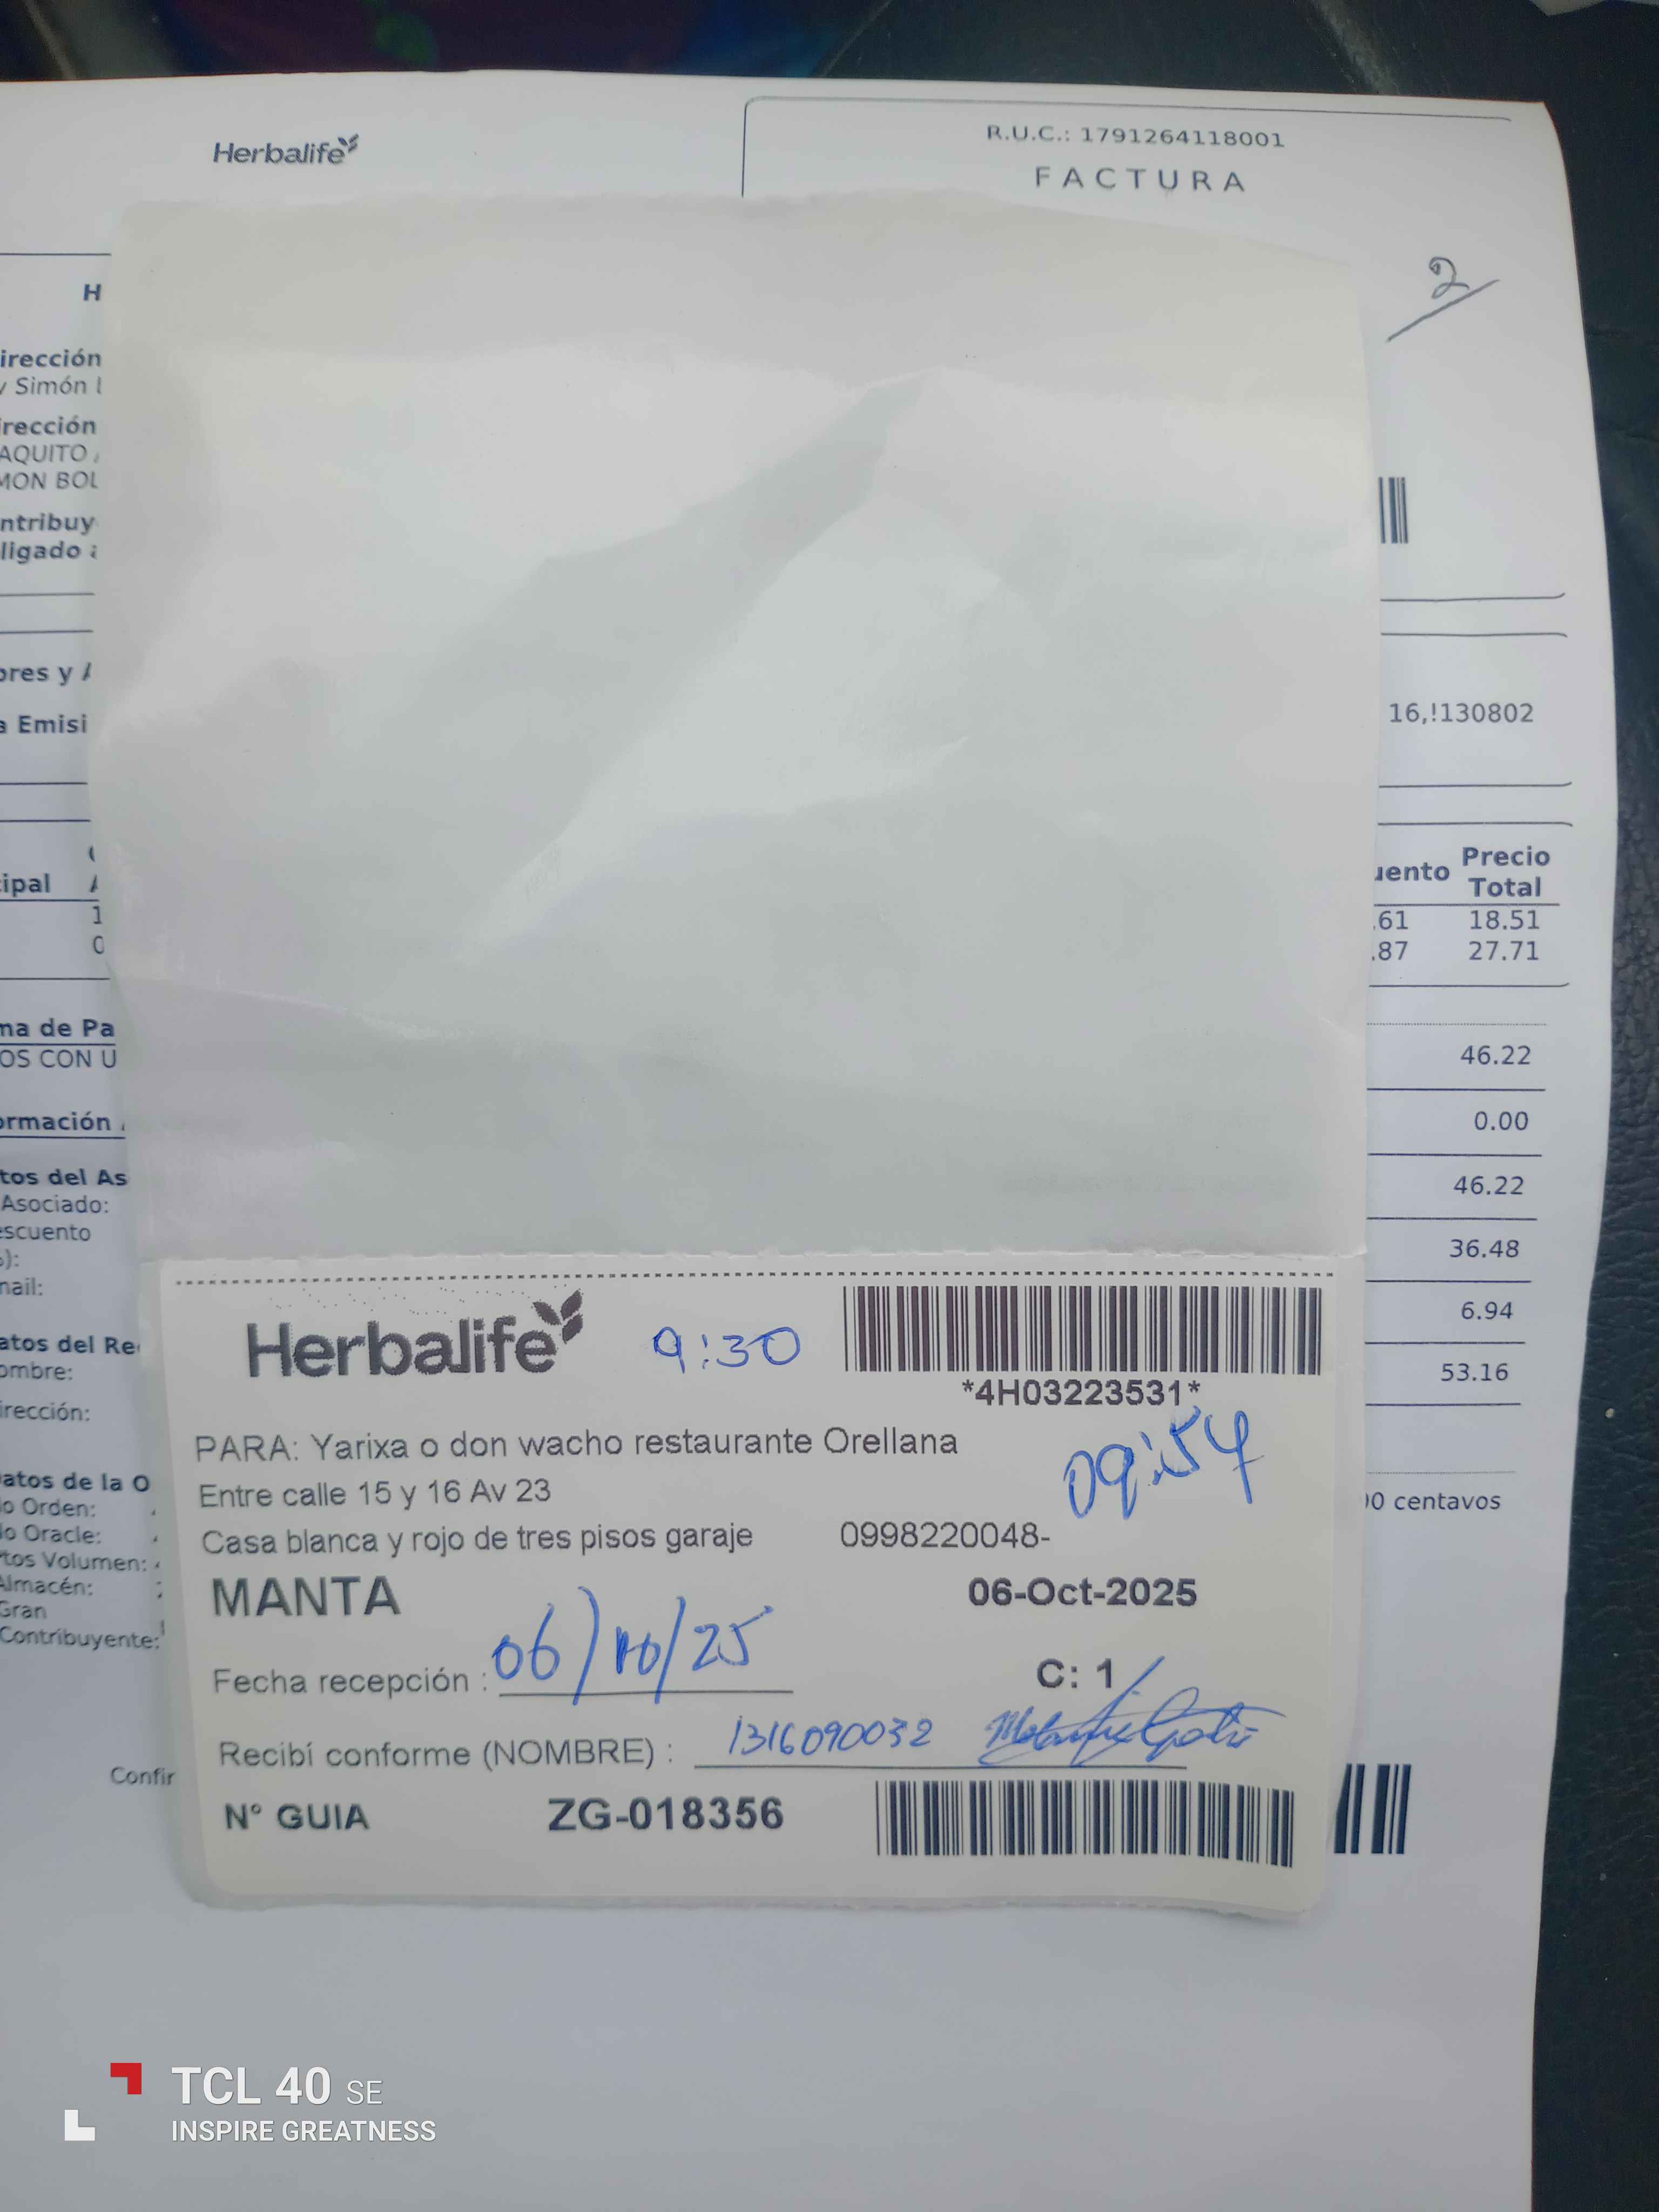 Herbalife
R.U.C.: 1791264118001
FACTURA
2
H
irección
y Simón
irección
AQUITO
MON BOL
ntribuy
ligado
ores y
a Emisi
16,!130802
cipal
uento Precio
Total
1 .61 18.51
0 .87 27.71
ma de Pa
OS CON U
46.22
ormación
0.00
tos del As
46.22
Asociado:
escuento
36.48
):
nail:
6.94
atos del Re
ombre:
53.16
irección:
Herbalife 9:30
*4H03223531*
PARA: Yarixa o don wacho restaurante Orellana
09:54
Entre calle 15 y 16 Av 23
Casa blanca y rojo de tres pisos garaje 0998220048-
MANTA 06-Oct-2025
Fecha recepción : 06/10/25
C: 1
Recibí conforme (NOMBRE) : 1316090032
N° GUIA ZG-018356
atos de la O
o Orden:
00 centavos
o Oracle:
tos Volumen:
Almacén:
Gran
Contribuyente:
Confir
TCL 40 SE
INSPIRE GREATNESS